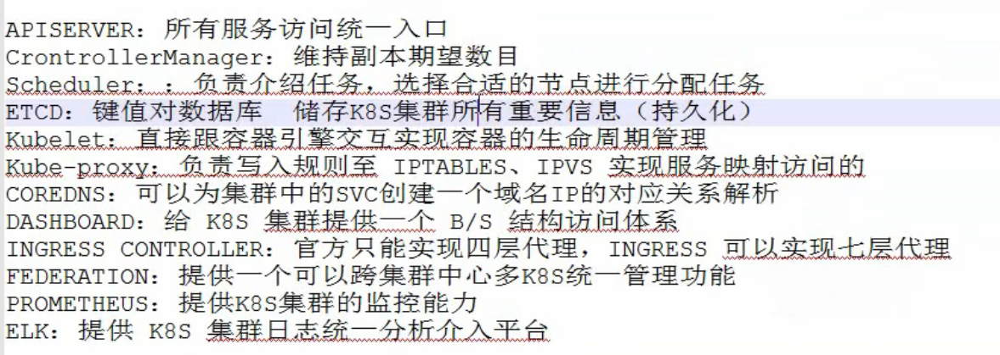 APISERVER：所有服务访问统一入口
CrontrollerManager：维持副本期望数目
Scheduler：：负责介绍任务，选择合适的节点进行分配任务
ETCD：键值对数据库　储存K8S集群所有重要信息（持久化）
Kubelet：直接跟容器引擎交互实现容器的生命周期管理
Kube-proxy：负责写入规则至 IPTABLES、IPVS 实现服务映射访问的
COREDNS：可以为集群中的SVC创建一个域名IP的对应关系解析
DASHBOARD：给 K8S 集群提供一个 B/S 结构访问体系
INGRESS CONTROLLER：官方只能实现四层代理，INGRESS 可以实现七层代理
FEDERATION：提供一个可以跨集群中心多K8S统一管理功能
PROMETHEUS：提供K8S集群的监控能力
ELK：提供 K8S 集群日志统一分析介入平台